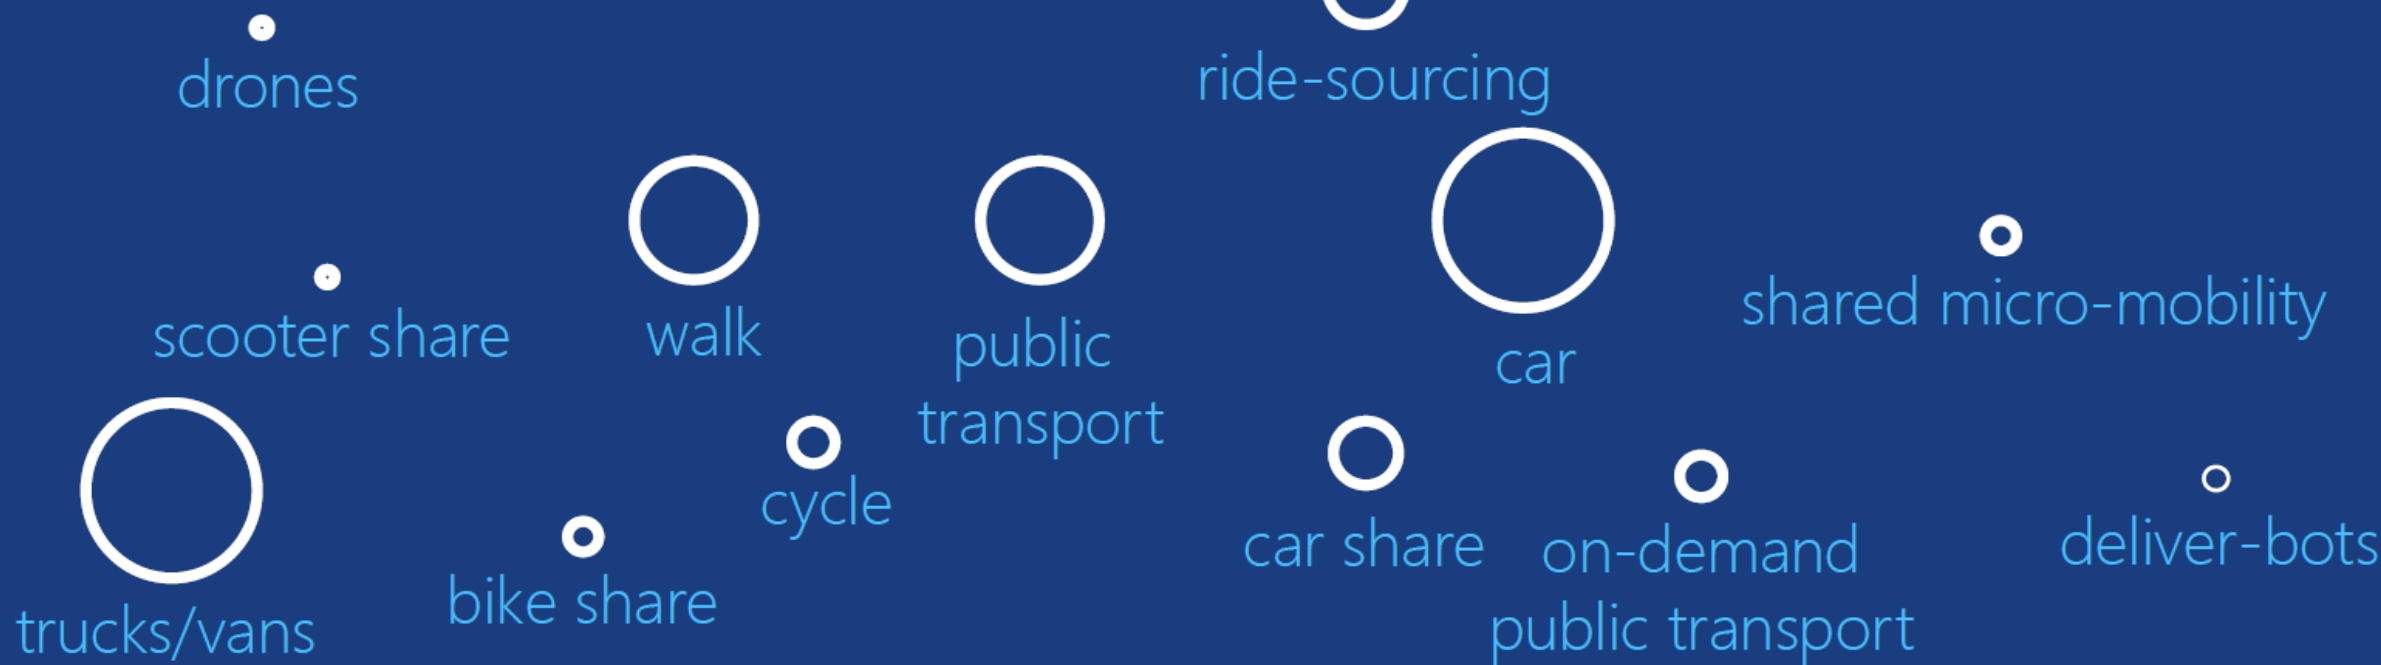 drones
ride-sourcing
scooter share
walk
public
transport
car
shared micro-mobility
trucks/vans
bike share
cycle
car share
on-demand
public transport
deliver-bots